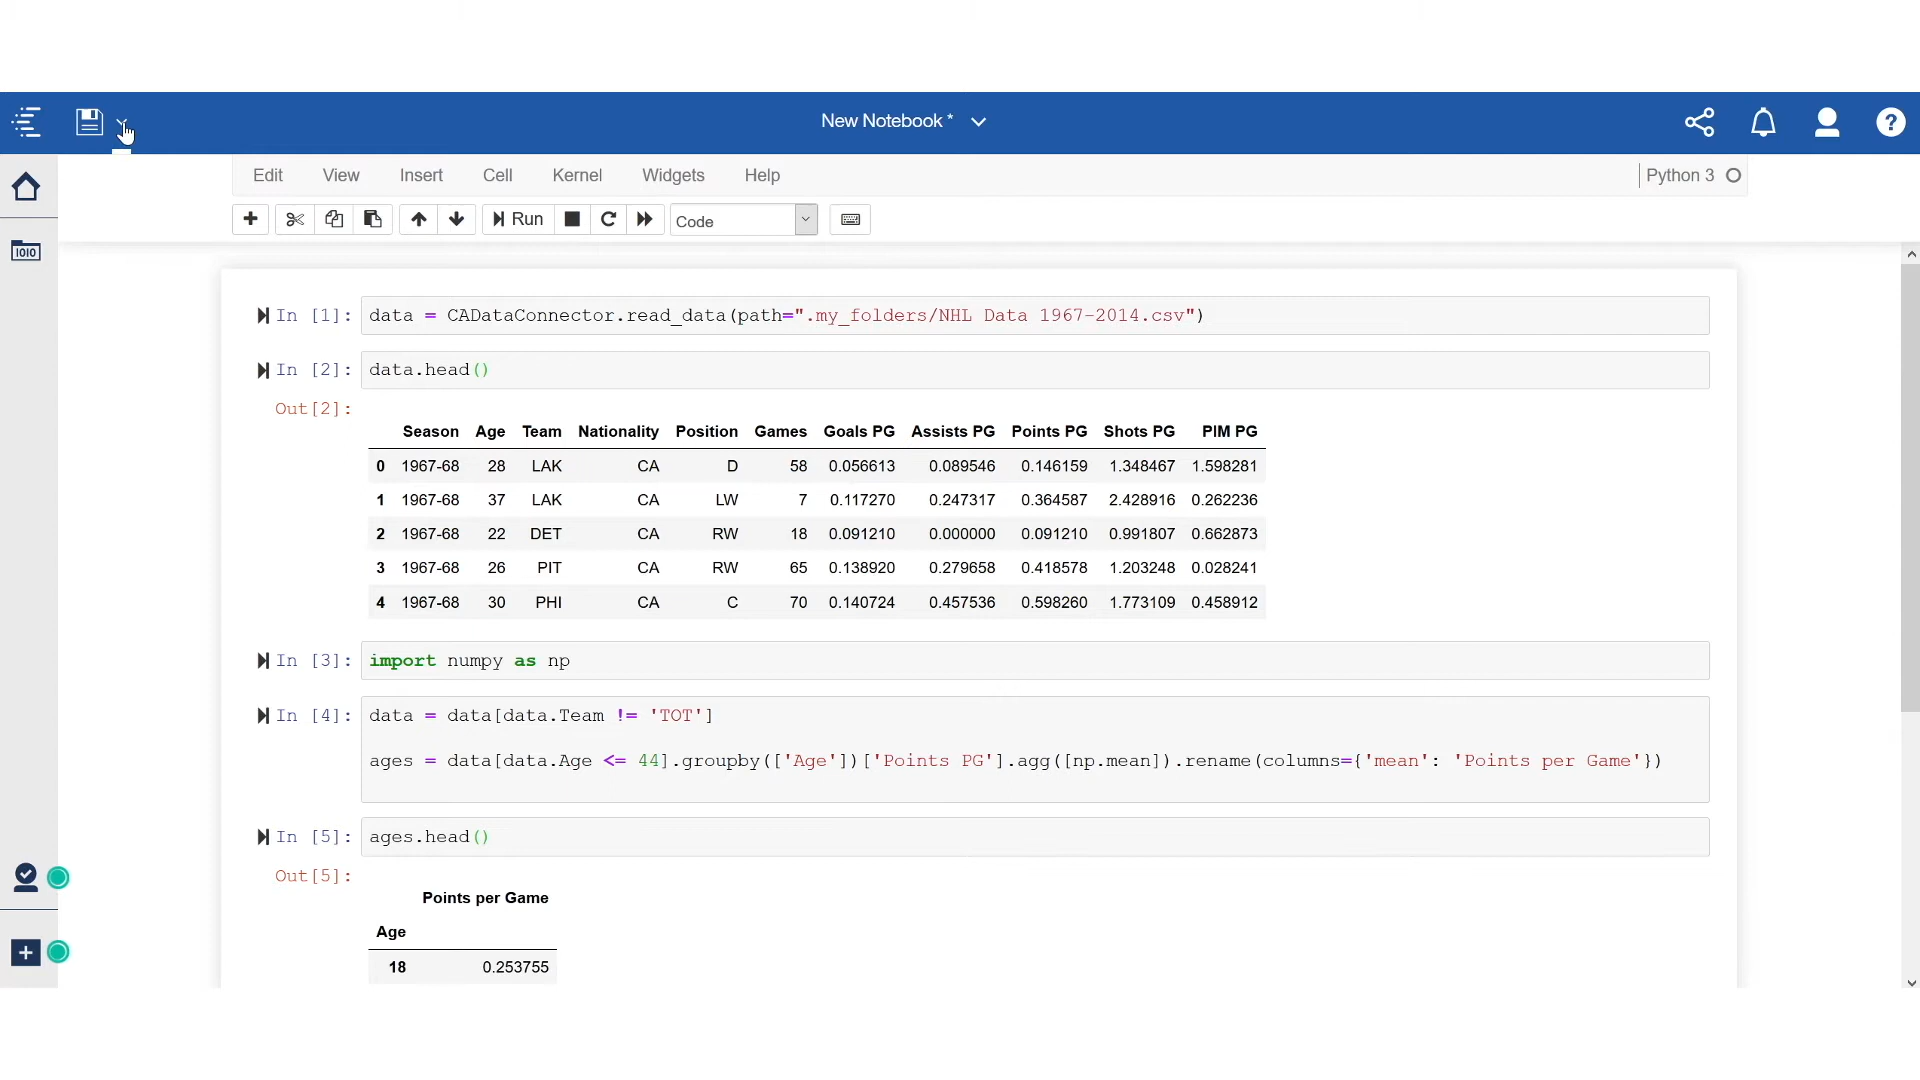 New Notebook *
?
Edit View Insert Cell Kernel Widgets Help Python 3
Run Code
1010
In [1]: data = CADataConnector.read_data(path=".my_folders/NHL Data 1967-2014.csv")
In [2]: data.head()
Out[2]:
Season Age Team Nationality Position Games Goals PG Assists PG Points PG Shots PG PIM PG
0 1967-68 28 LAK CA D 58 0.056613 0.089546 0.146159 1.348467 1.598281
1 1967-68 37 LAK CA LW 7 0.117270 0.247317 0.364587 2.428916 0.262236
2 1967-68 22 DET CA RW 18 0.091210 0.000000 0.091210 0.991807 0.662873
3 1967-68 26 PIT CA RW 65 0.138920 0.279658 0.418578 1.203248 0.028241
4 1967-68 30 PHI CA C 70 0.140724 0.457536 0.598260 1.773109 0.458912
In [3]: import numpy as np
In [4]: data = data[data.Team != 'TOT']
ages = data[data.Age <= 44].groupby(['Age'])['Points PG'].agg([np.mean]).rename(columns={'mean': 'Points per Game'})
In [5]: ages.head()
Out[5]:
Points per Game
Age
18 0.253755